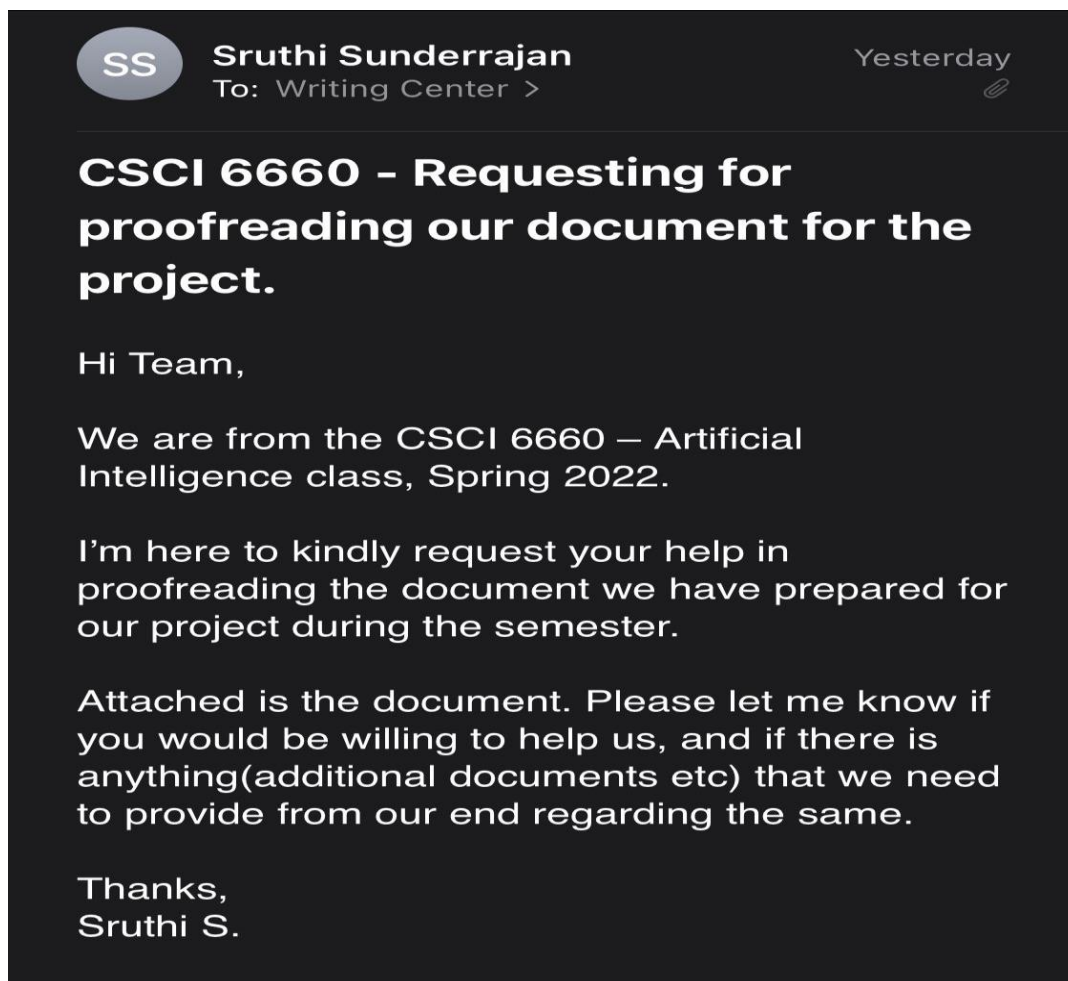 SS
Sruthi Sunderrajan
Yesterday
To: Writing Center >
CSCI 6660 - Requesting for
proofreading our document for the
project.
Hi Team,
We are from the CSCI 6660 – Artificial
Intelligence class, Spring 2022.
I’m here to kindly request your help in
proofreading the document we have prepared for
our project during the semester.
Attached is the document. Please let me know if
you would be willing to help us, and if there is
anything(additional documents etc) that we need
to provide from our end regarding the same.
Thanks,
Sruthi S.